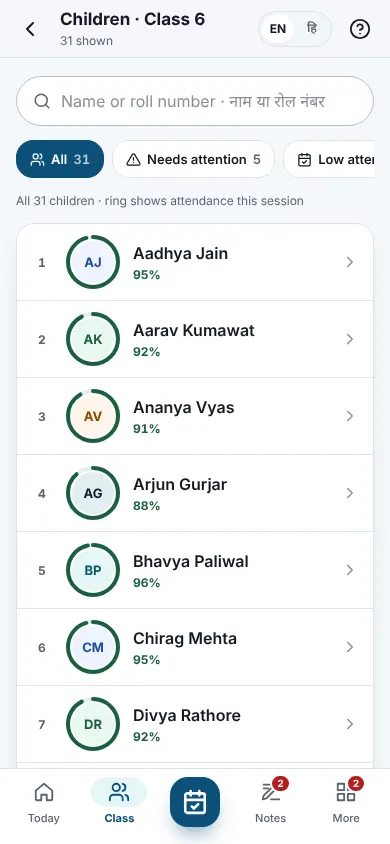 Children · Class 6
31 shown
EN हि
Name or roll number · नाम या रोल नंबर
All 31 Needs attention 5 Low atten
All 31 children · ring shows attendance this session
1 AJ Aadhya Jain
95%
2 AK Aarav Kumawat
92%
3 AV Ananya Vyas
91%
4 AG Arjun Gurjar
88%
5 BP Bhavya Paliwal
96%
6 CM Chirag Mehta
95%
7 DR Divya Rathore
92%
2 2
Today Class Notes More